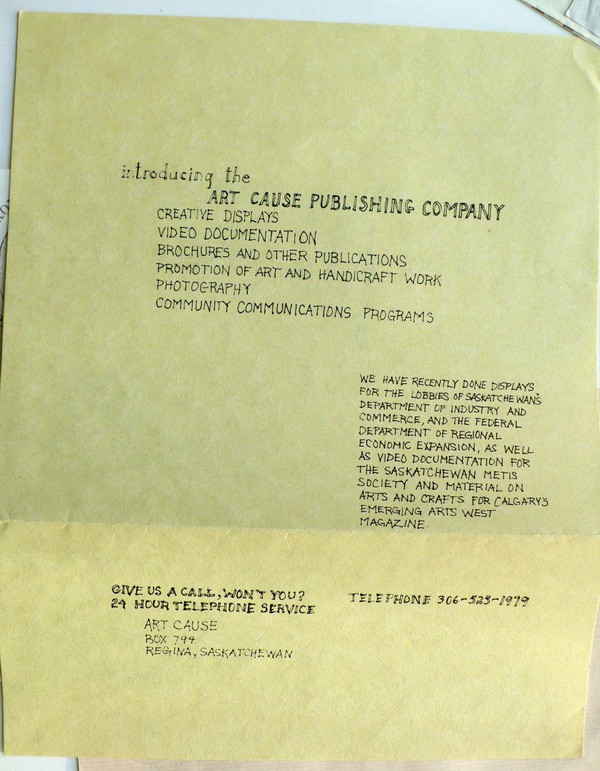 introducing the
ART CAUSE PUBLISHING COMPANY
CREATIVE DISPLAYS
VIDEO DOCUMENTATION
BROCHURES AND OTHER PUBLICATIONS
PROMOTION OF ART AND HANDICRAFT WORK
PHOTOGRAPHY
COMMUNITY COMMUNICATIONS PROGRAMS
WE HAVE RECENTLY DONE DISPLAYS
FOR THE LOBBIES OF SASKATCHEWAN'S
DEPARTMENT OF INDUSTRY AND
COMMERCE, AND THE FEDERAL
DEPARTMENT OF REGIONAL
ECONOMIC EXPANSION, AS WELL
AS VIDEO DOCUMENTATION FOR
THE SASKATCHEWAN METIS
SOCIETY AND MATERIAL ON
ARTS AND CRAFTS FOR CALGARY'S
EMERGING ARTS WEST
MAGAZINE.
GIVE US A CALL, WON'T YOU?
24 HOUR TELEPHONE SERVICE
TELEPHONE 306-525-1979
ART CAUSE
BOX 794
REGINA, SASKATCHEWAN